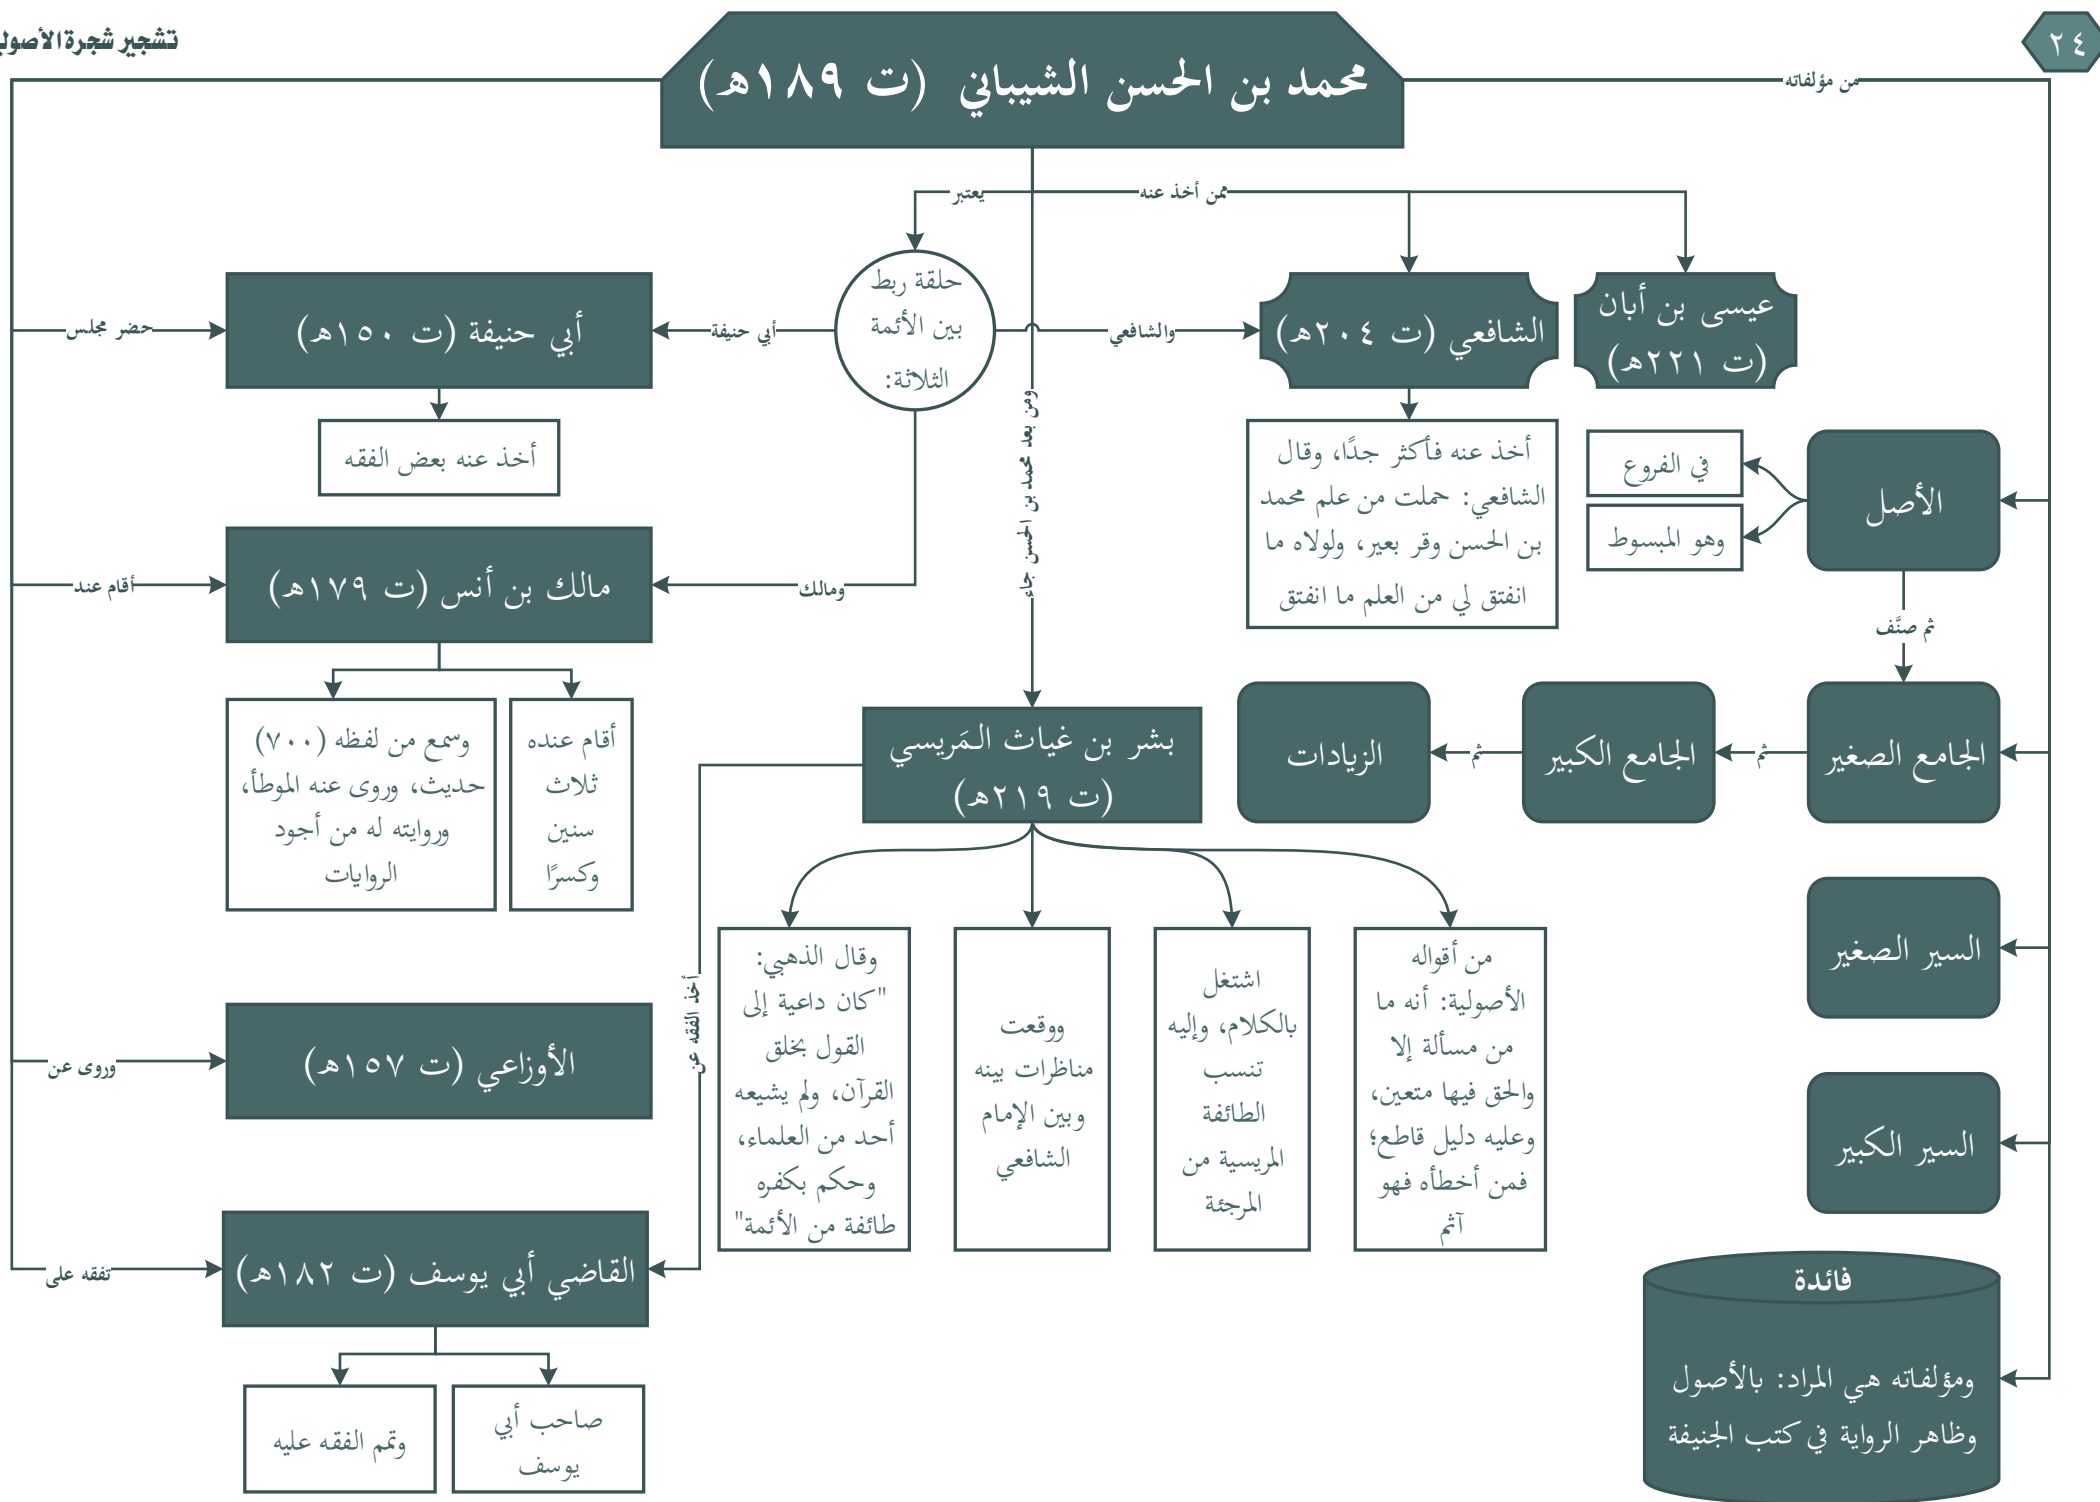 ٢٤
تشجير شجرة الأصولي
محمد بن الحسن الشيباني (ت ١٨٩هـ)
من مؤلفاته
ممن أخذ عنه
يعتبر
عيسى بن أبان
(ت ٢٢١هـ)
الشافعي (ت ٢٠٤هـ)
والشافعي
حلقة ربط
بين الأئمة
الثلاثة:
أبي حنيفة
أبي حنيفة (ت ١٥٠هـ)
حضر مجلس
أخذ عنه بعض الفقه
أخذ عنه فأكثر جدًا، وقال
الشافعي: حملت من علم محمد
بن الحسن وقر بعير، ولولاه ما
انفتق لي من العلم ما انفتق
الأصل
في الفروع
وهو المبسوط
ثم صنَّف
ومن بعد محمد بن الحسن جاء
ومالك
مالك بن أنس (ت ١٧٩هـ)
أقام عند
أقام عنده
ثلاث
سنين
وكسرًا
وسمع من لفظه (٧٠٠)
حديث، وروى عنه الموطأ،
وروايته له من أجود
الروايات
الجامع الصغير
ثم
الجامع الكبير
ثم
الزيادات
بشر بن غياث المَريسي
(ت ٢١٩هـ)
السير الصغير
السير الكبير
من أقواله
الأصولية: أنه ما
من مسألة إلا
والحق فيها متعين،
وعليه دليل قاطع؛
فمن أخطأه فهو
آثم
اشتغل
بالكلام، وإليه
تنسب
الطائفة
المريسية من
المرجئة
ووقعت
مناظرات بينه
وبين الإمام
الشافعي
وقال الذهبي:
"كان داعية إلى
القول بخلق
القرآن، ولم يشيعه
أحد من العلماء،
وحكم بكفره
طائفة من الأئمة"
أخذ الفقه عن
الأوزاعي (ت ١٥٧هـ)
وروى عن
القاضي أبي يوسف (ت ١٨٢هـ)
تفقه على
صاحب أبي
يوسف
وتمم الفقه عليه
فائدة
ومؤلفاته هي المراد: بالأصول
وظاهر الرواية في كتب الجنيفة